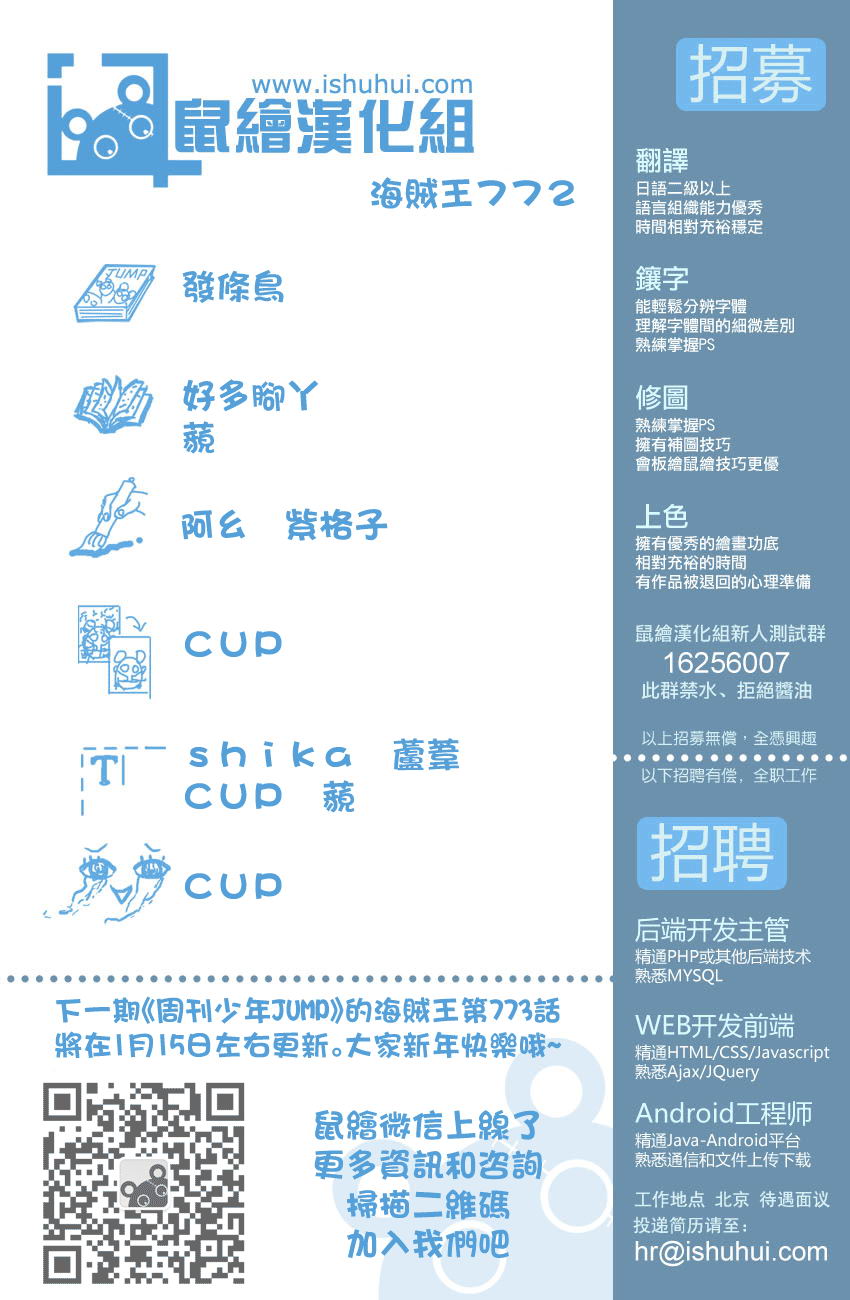 www.ishuhui.com
鼠繪漢化組
海賊王772
JUMP
發條鳥
好多腳丫
蘋
阿幺 紫格子
cup
T
shika 蘆葦
cup 蘋
cup
下一期《周刊少年JUMP》的海賊王第773話
將在1月15日左右更新。大家新年快樂哦~
鼠繪微信上線了
更多資訊和咨詢
掃描二維碼
加入我們吧
招募
翻譯
日語二級以上
語言組織能力優秀
時間相對充裕穩定
鑲字
能輕鬆分辨字體
理解字體間的細微差別
熟練掌握PS
修圖
熟練掌握PS
擁有補圖技巧
會板繪鼠繪技巧更優
上色
擁有優秀的繪畫功底
相對充裕的時間
有作品被退回的心理準備
鼠繪漢化組新人測試群
16256007
此群禁水、拒絕醬油
以上招募無償，全憑興趣
以下招聘有偿，全职工作
招聘
后端开发主管
精通PHP或其他后端技术
熟悉MYSQL
WEB开发前端
精通HTML/CSS/Javascript
熟悉Ajax/JQuery
Android工程师
精通Java-Android平台
熟悉通信和文件上传下载
工作地点 北京 待遇面议
投递简历请至：
hr@ishuhui.com